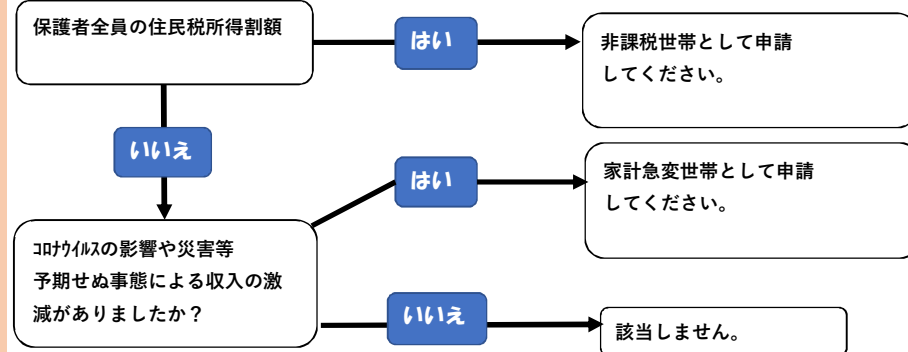 保護者全員の住民税所得割額
はい
非課税世帯として申請
してください。
いいえ
はい
家計急変世帯として申請
してください。
ｺﾛﾅｳｲﾙｽの影響や災害等
予期せぬ事態による収入の激
減がありましたか？
いいえ
該当しません。